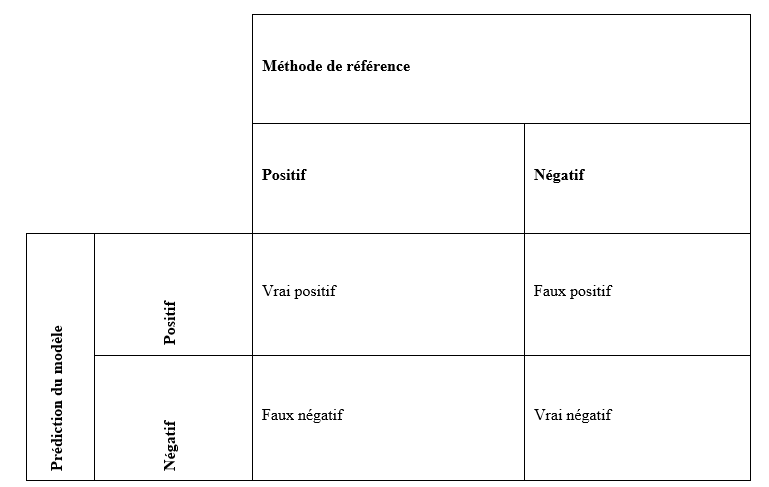 Méthode de référence
Positif
Négatif
Prédiction du modèle
Positif
Vrai positif
Faux positif
Négatif
Faux négatif
Vrai négatif